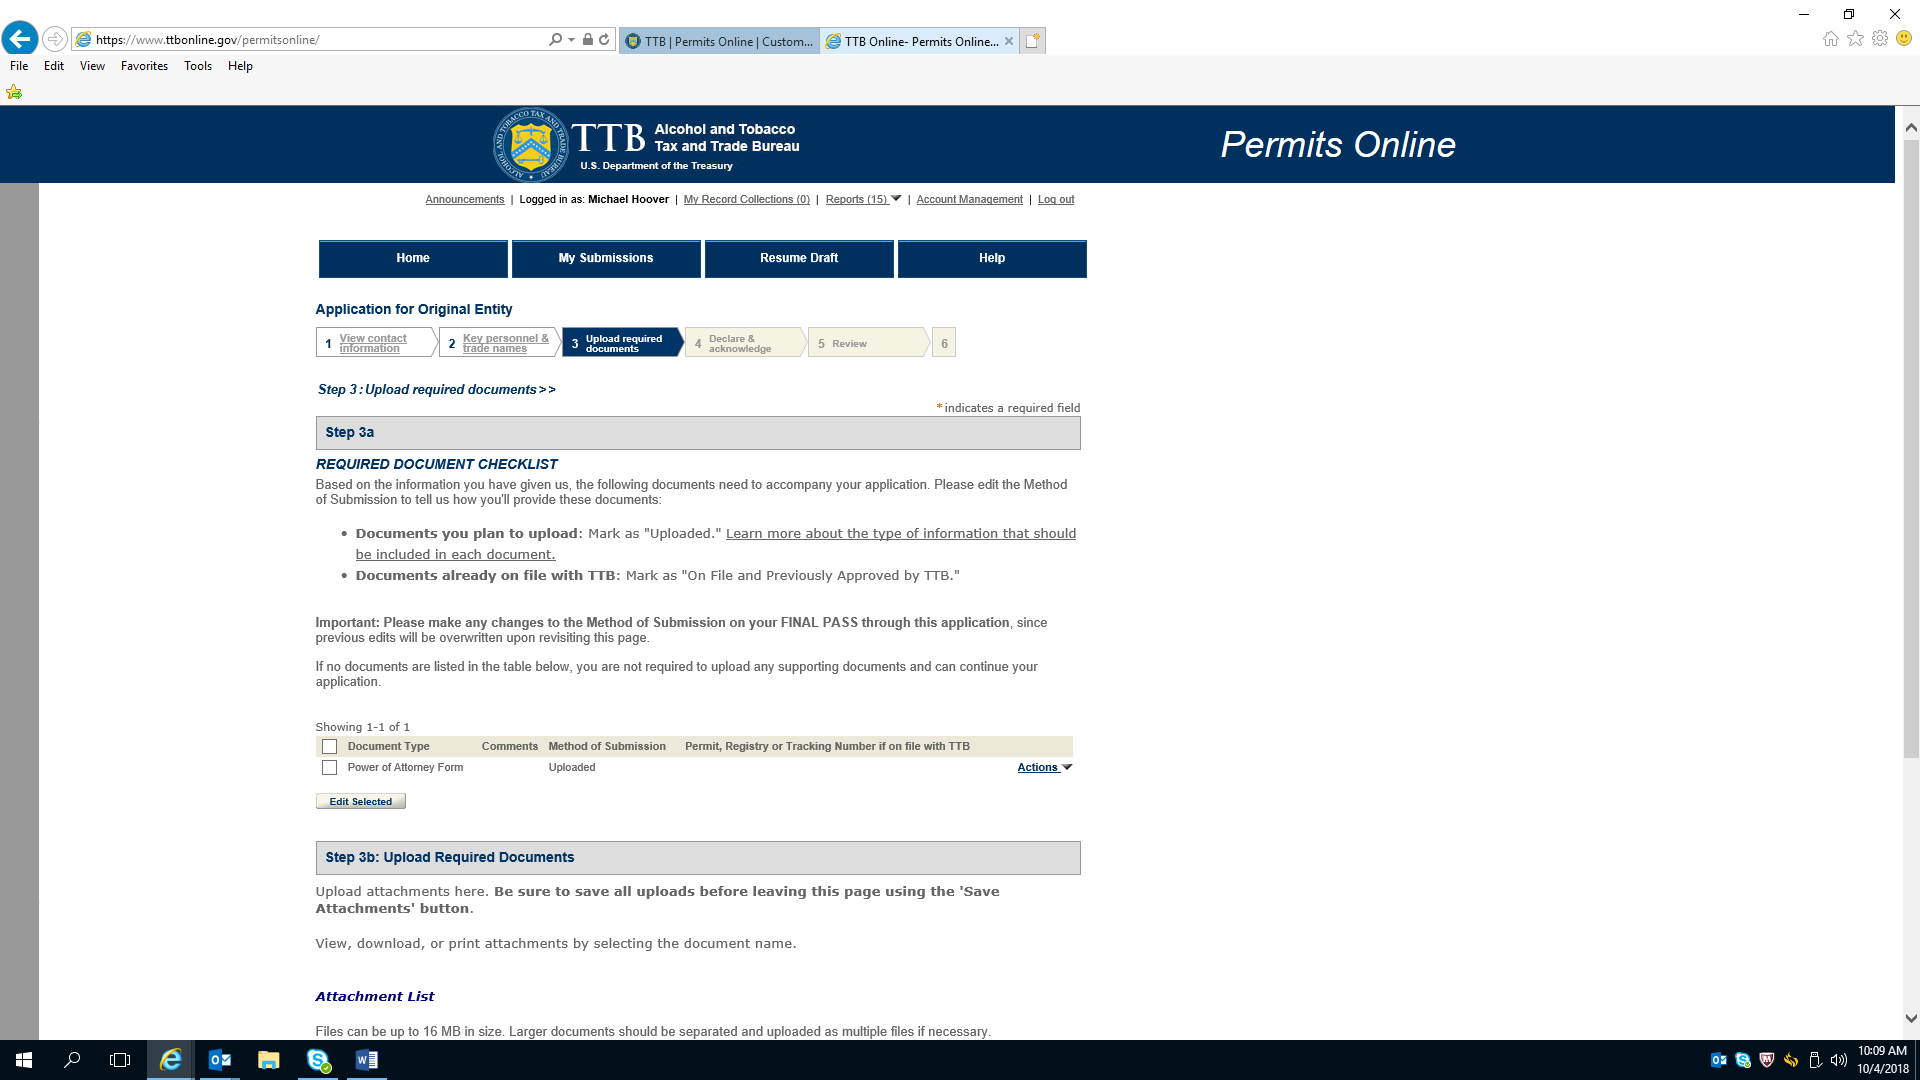 https://www.ttbonline.gov/permitsonline/
TTB | Permits Online | Custom...
TTB Online- Permits Online...
File Edit View Favorites Tools Help
ALCOHOL AND TOBACCO TAX AND TRADE BUREAU
TTB Alcohol and Tobacco
Tax and Trade Bureau
U.S. Department of the Treasury
Permits Online
Announcements | Logged in as: Michael Hoover | My Record Collections (0) | Reports (15) | Account Management | Log out
Home My Submissions Resume Draft Help
Application for Original Entity
1 View contact information
2 Key personnel & trade names
3 Upload required documents
4 Declare & acknowledge
5 Review
6
Step 3 : Upload required documents>>
* indicates a required field
Step 3a
REQUIRED DOCUMENT CHECKLIST
Based on the information you have given us, the following documents need to accompany your application. Please edit the Method
of Submission to tell us how you'll provide these documents:
• Documents you plan to upload: Mark as "Uploaded." Learn more about the type of information that should
be included in each document.
• Documents already on file with TTB: Mark as "On File and Previously Approved by TTB."
Important: Please make any changes to the Method of Submission on your FINAL PASS through this application, since
previous edits will be overwritten upon revisiting this page.
If no documents are listed in the table below, you are not required to upload any supporting documents and can continue your
application.
Showing 1-1 of 1
Document Type Comments Method of Submission Permit, Registry or Tracking Number if on file with TTB
Power of Attorney Form Uploaded Actions
Edit Selected
Step 3b: Upload Required Documents
Upload attachments here. Be sure to save all uploads before leaving this page using the 'Save
Attachments' button.
View, download, or print attachments by selecting the document name.
Attachment List
Files can be up to 16 MB in size. Larger documents should be separated and uploaded as multiple files if necessary.
10:09 AM
10/4/2018